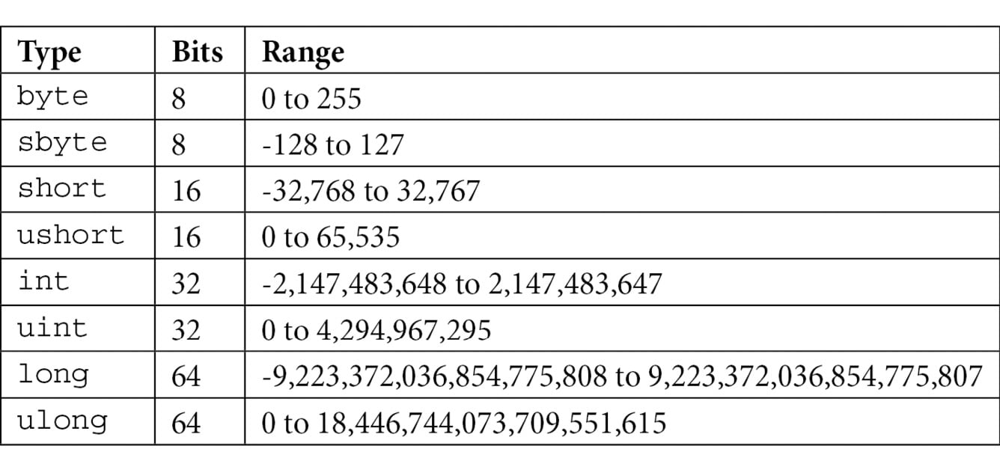 Type Bits Range
byte 8 0 to 255
sbyte 8 -128 to 127
short 16 -32,768 to 32,767
ushort 16 0 to 65,535
int 32 -2,147,483,648 to 2,147,483,647
uint 32 0 to 4,294,967,295
long 64 -9,223,372,036,854,775,808 to 9,223,372,036,854,775,807
ulong 64 0 to 18,446,744,073,709,551,615